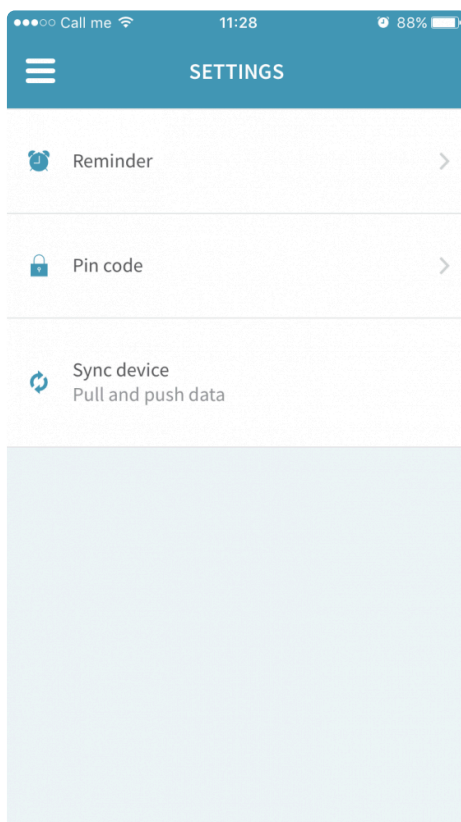 Call me 11:28 88%
SETTINGS
Reminder
Pin code
Sync device
Pull and push data